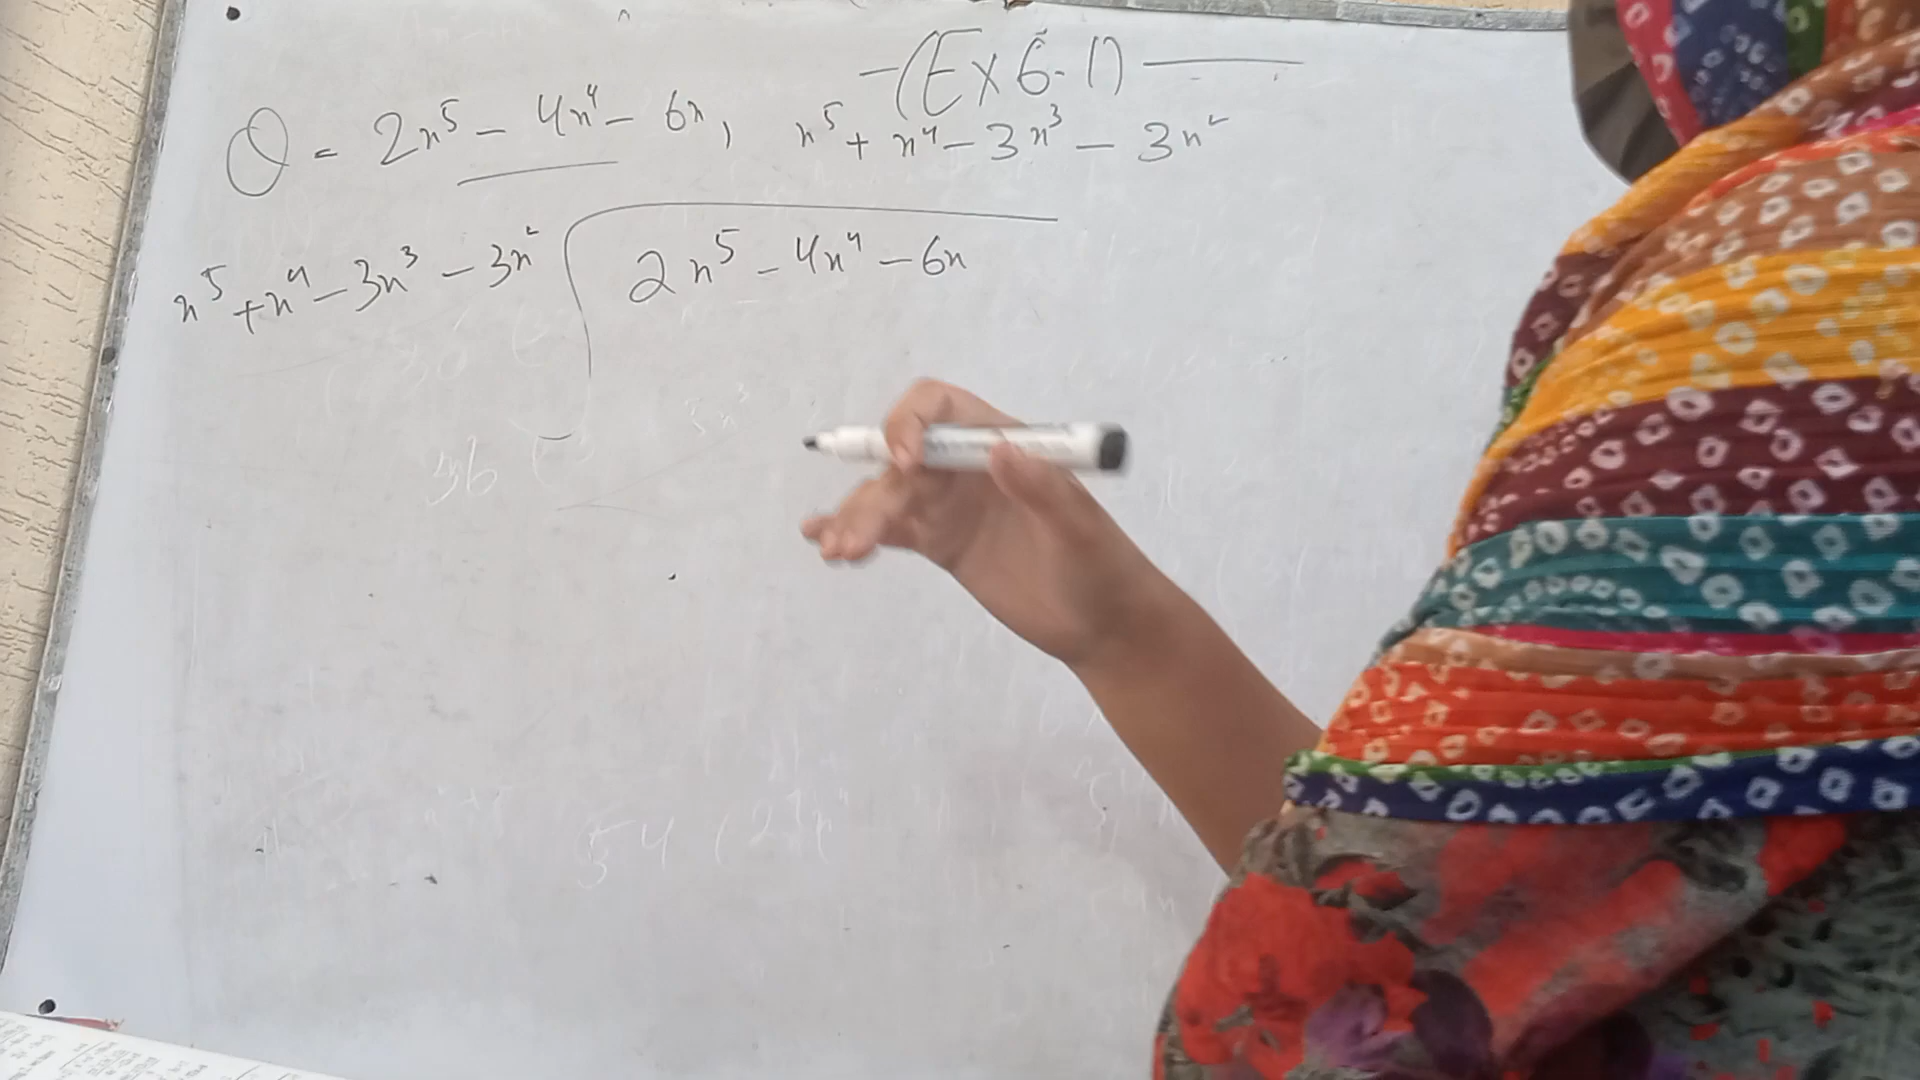 (Ex 6.1)
Q = 2x⁵ - 4x⁴ - 6x, x⁵ + x⁴ - 3x³ - 3x²
x⁵ + x⁴ - 3x³ - 3x² 2x⁵ - 4x⁴ - 6x